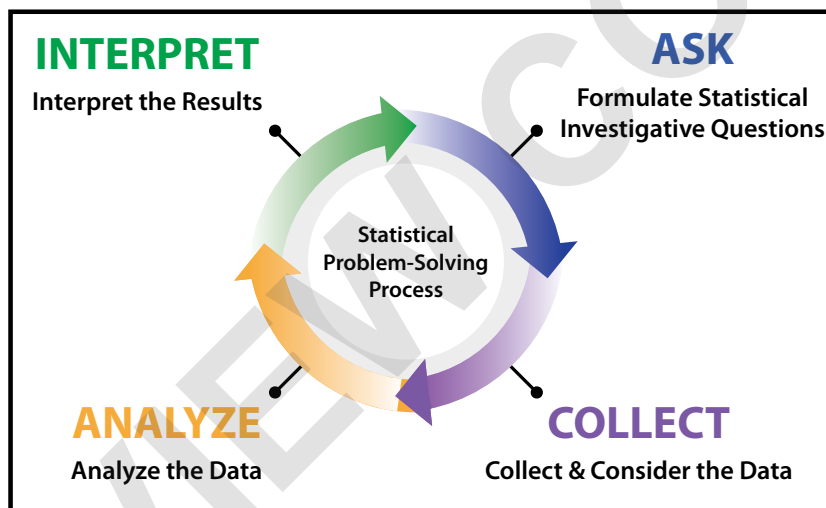 INTERPRET
Interpret the Results
ASK
Formulate Statistical
Investigative Questions
Statistical
Problem-Solving
Process
ANALYZE
Analyze the Data
COLLECT
Collect & Consider the Data